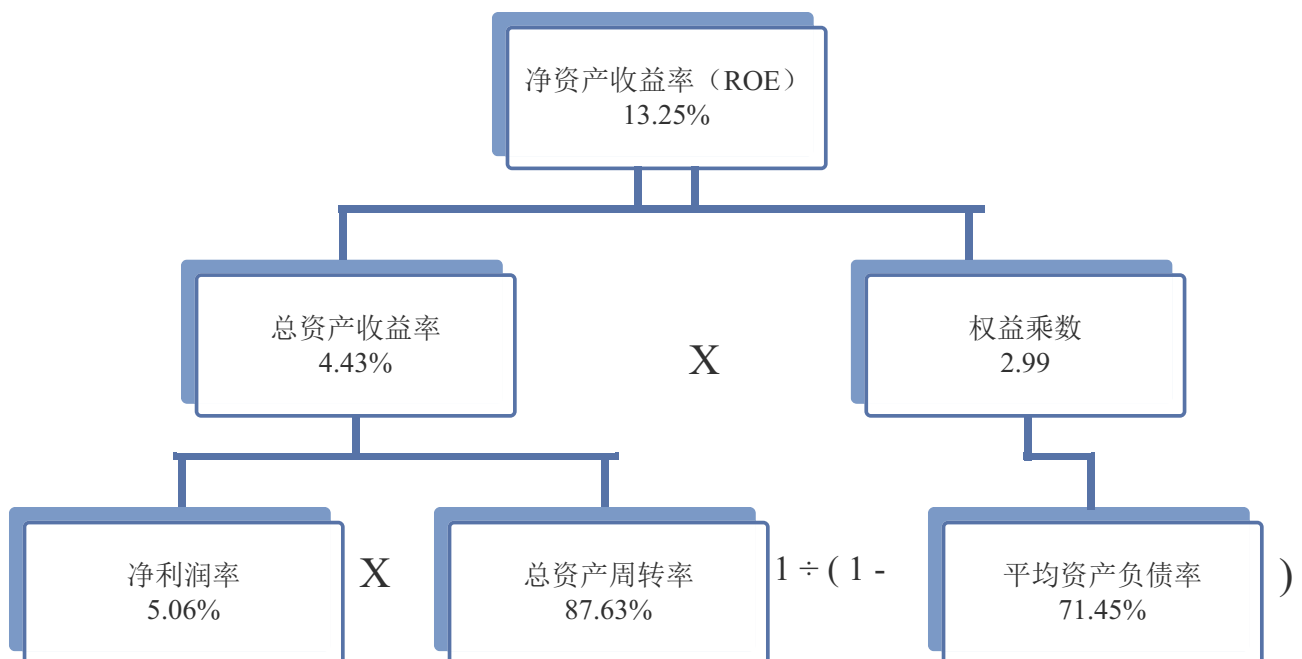 净资产收益率（ROE）
13.25%
总资产收益率
4.43%
X
权益乘数
2.99
净利润率
5.06%
X
总资产周转率
87.63%
1 ÷ ( 1 -
平均资产负债率
71.45%
)